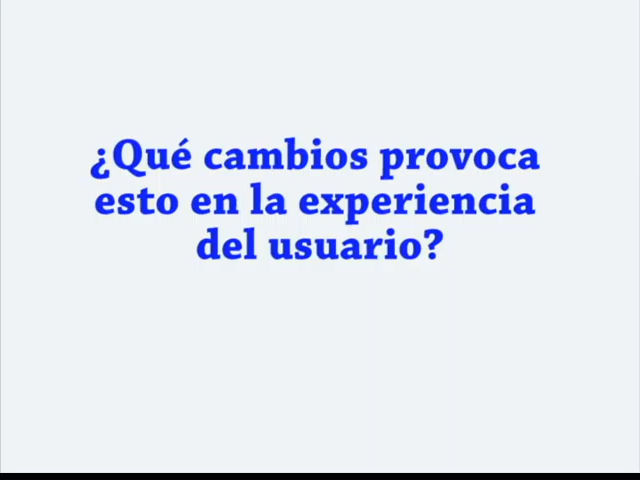 ¿Qué cambios provoca
esto en la experiencia
del usuario?